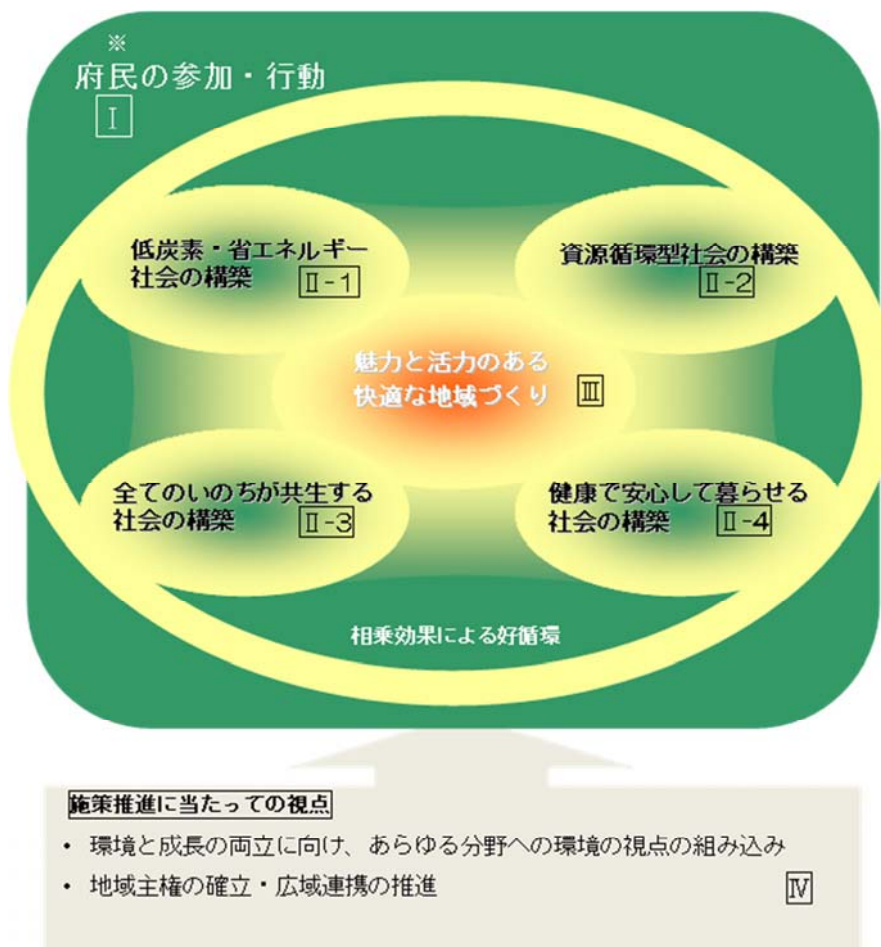 ※
府民の参加・行動
Ⅰ
低炭素・省エネルギー
社会の構築 Ⅱ-1
資源循環型社会の構築
Ⅱ-2
魅力と活力のある
快適な地域づくり Ⅲ
全てのいのちが共生する
社会の構築 Ⅱ-3
健康で安心して暮らせる
社会の構築 Ⅱ-4
相乗効果による好循環
施策推進に当たっての視点
・ 環境と成長の両立に向け、あらゆる分野への環境の視点の組み込み
・ 地域主権の確立・広域連携の推進 Ⅳ